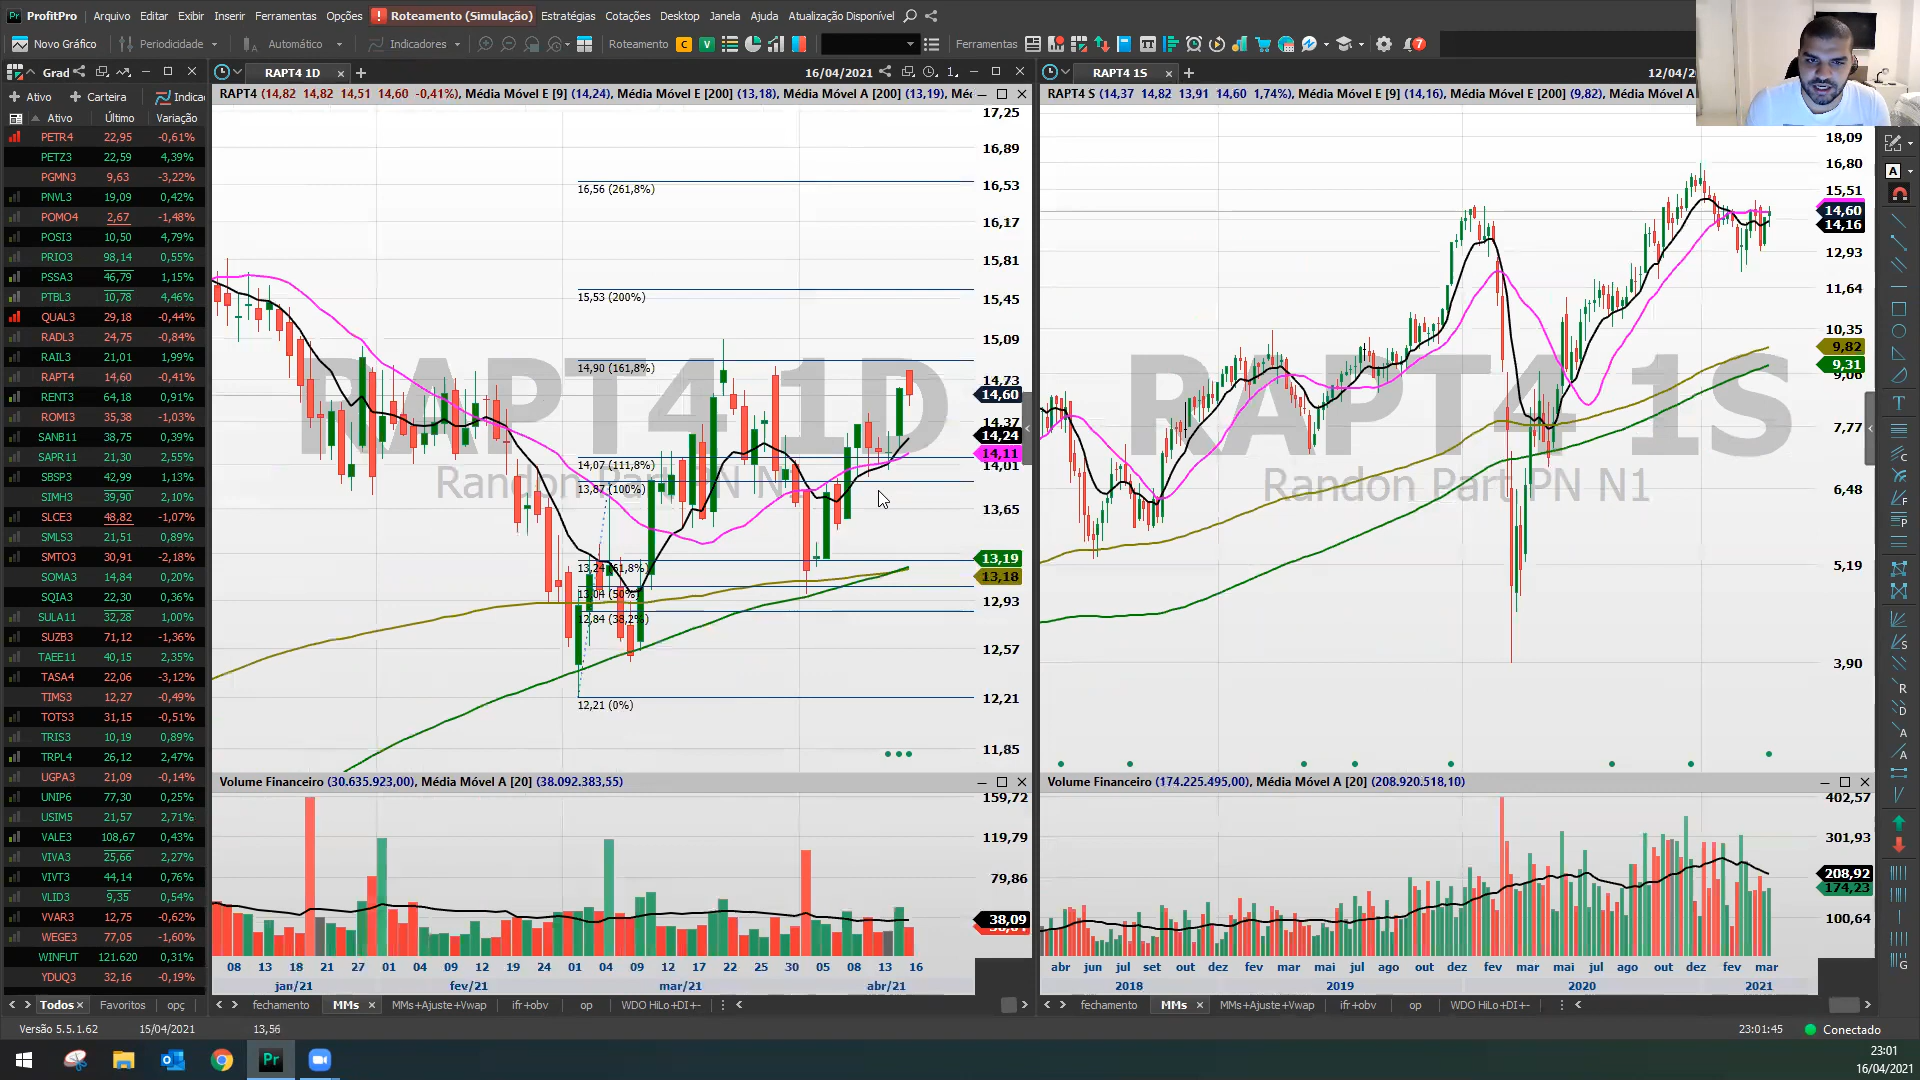 ProfitPro Arquivo Editar Exibir Inserir Ferramentas Opções Roteamento (Simulação) Estratégias Cotações Desktop Janela Ajuda Atualização Disponível
Novo Gráfico Periodicidade Automático Indicadores Roteamento C V Ferramentas 7
Grad
Ativo Carteira Indica
Ativo Último Variação
PETR4 22,95 -0,61%
PETZ3 22,59 4,39%
PGMN3 9,63 -3,22%
PNVL3 19,09 0,42%
POMO4 2,67 -1,48%
POSI3 10,50 4,79%
PRIO3 98,14 0,55%
PSSA3 46,79 1,15%
PTBL3 10,78 4,46%
QUAL3 29,18 -0,44%
RADL3 24,75 -0,84%
RAIL3 21,01 1,99%
RAPT4 14,60 -0,41%
RENT3 64,18 0,91%
ROMI3 35,38 -1,03%
SANB11 38,75 0,39%
SAPR11 21,30 2,55%
SBSP3 42,99 1,13%
SIMH3 39,90 2,10%
SLCE3 48,82 -1,07%
SMLS3 21,51 0,89%
SMTO3 30,91 -2,18%
SOMA3 14,84 0,20%
SQIA3 22,30 0,36%
SULA11 32,28 1,00%
SUZB3 71,12 -1,36%
TAEE11 40,15 2,35%
TASA4 22,06 -3,12%
TIMS3 12,27 -0,49%
TOTS3 31,15 -0,51%
TRIS3 10,19 0,89%
TRPL4 26,12 2,47%
UGPA3 21,09 -0,14%
UNIP6 77,30 0,25%
USIM5 21,57 2,71%
VALE3 108,67 0,43%
VIVA3 25,66 2,27%
VIVT3 44,14 0,76%
VLID3 9,35 0,54%
VVAR3 12,75 -0,62%
WEGE3 77,05 -1,60%
WINFUT 121.620 0,31%
YDUQ3 32,16 -0,19%
Todos Favoritos opç
RAPT4 1D 16/04/2021
RAPT4 (14,82 14,82 14,51 14,60 -0,41%), Média Móvel E [9] (14,24), Média Móvel E [200] (13,18), Média Móvel A [200] (13,19), Mé
RAPT4 1D
Randon Part PN N1
16,56 (261,8%)
15,53 (200%)
14,90 (161,8%)
14,07 (111,8%)
13,87 (100%)
13,24 (61,8%)
13,04 (50%)
12,84 (38,2%)
12,21 (0%)
17,25
16,89
16,53
16,17
15,81
15,45
15,09
14,73
14,60
14,37
14,24
14,11
14,01
13,65
13,19
13,18
12,93
12,57
12,21
11,85
Volume Financeiro (30.635.923,00), Média Móvel A [20] (38.092.383,55)
159,72
119,79
79,86
38,09
08 13 18 21 27 01 04 09 12 19 24 01 04 09 12 17 22 25 30 05 08 13 16
jan/21 fev/21 mar/21 abr/21
fechamento MMs MMs+Ajuste+Vwap ifr+obv op WDO HiLo+DI+-
RAPT4 1S 12/04/20
RAPT4 S (14,37 14,82 13,91 14,60 1,74%), Média Móvel E [9] (14,16), Média Móvel E [200] (9,82), Média Móvel A
RAPT4 1S
Randon Part PN N1
18,09
16,80
15,51
14,60
14,16
12,93
11,64
10,35
9,82
9,31
9,06
7,77
6,48
5,19
3,90
Volume Financeiro (174.225.495,00), Média Móvel A [20] (208.920.518,10)
402,57
301,93
208,92
174,23
100,64
abr jun jul set out dez fev mar mai jul ago out dez fev mar mai jul ago out dez fev mar
2018 2019 2020 2021
fechamento MMs MMs+Ajuste+Vwap ifr+obv op WDO HiLo+DI+-
Versão 5.5.1.62 15/04/2021 13,56 23:01:45 Conectado
Pr
23:01
16/04/2021